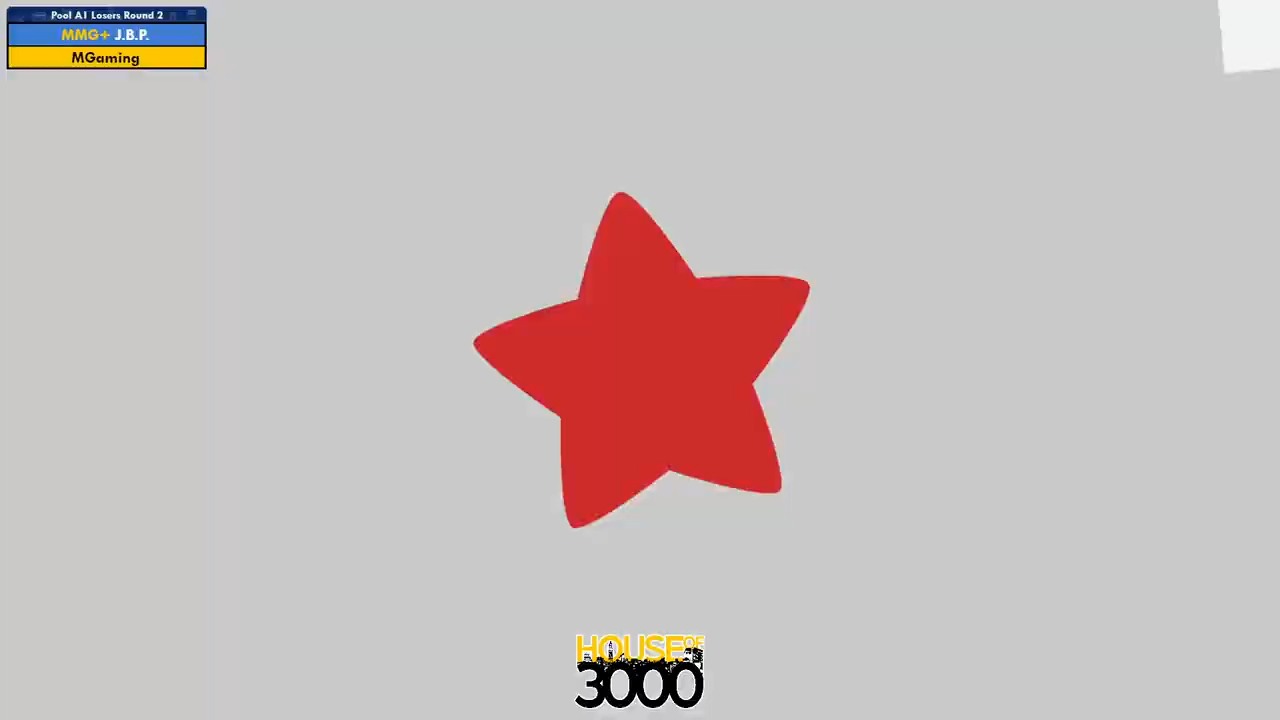 Pool A1 Losers Round 2
MMG+ J.B.P.
MGaming
HOUSE OF
3000